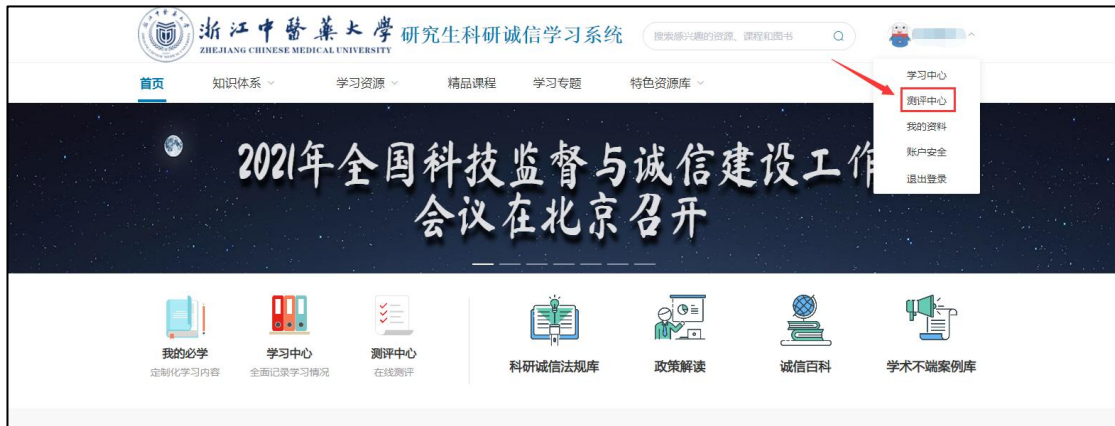 浙江中醫藥大學 研究生科研诚信学习系统
ZHEJIANG CHINESE MEDICAL UNIVERSITY
搜索感兴趣的资源、课程和图书
首页 知识体系 学习资源 精品课程 学习专题 特色资源库
学习中心
测评中心
我的资料
账户安全
退出登录
2021年全国科技监督与诚信建设工作
会议在北京召开
我的必学 学习中心 测评中心 科研诚信法规库 政策解读 诚信百科 学术不端案例库
定制化学习内容 全面记录学习情况 在线测评